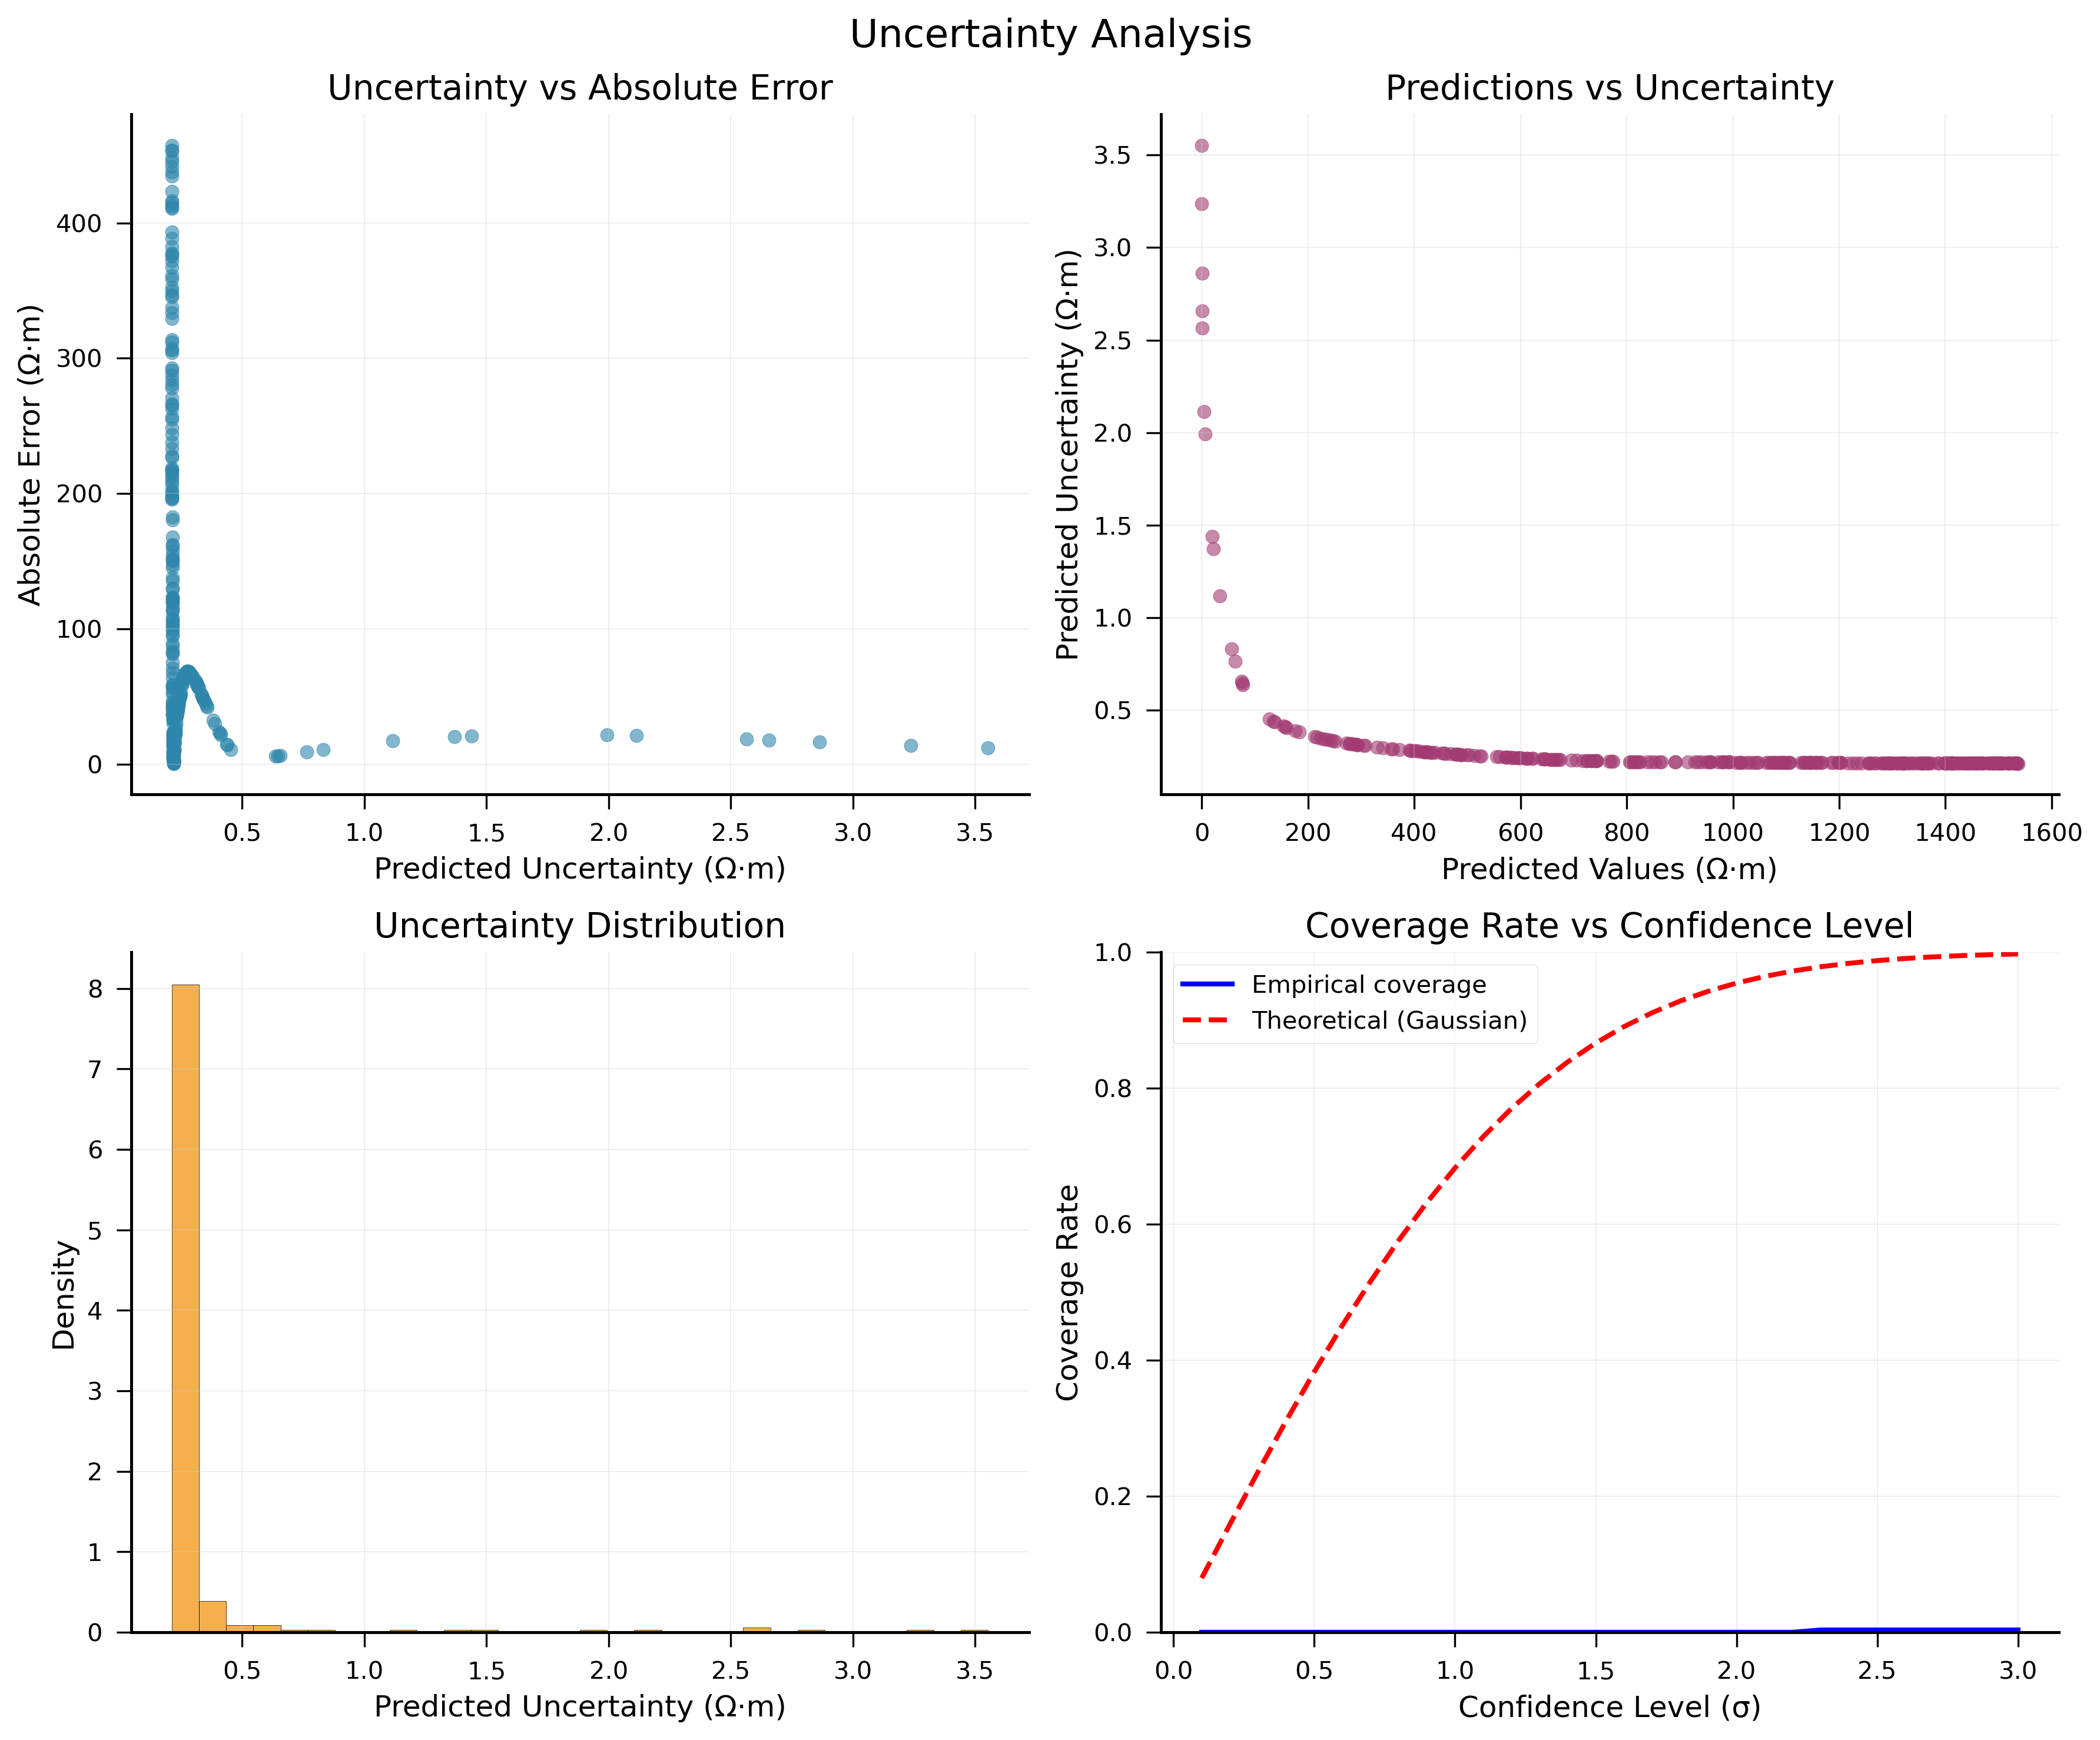 Uncertainty Analysis
Uncertainty vs Absolute Error
Absolute Error (Ω·m)
400
300
200
100
0
0.5 1.0 1.5 2.0 2.5 3.0 3.5
Predicted Uncertainty (Ω·m)
Predictions vs Uncertainty
Predicted Uncertainty (Ω·m)
3.5
3.0
2.5
2.0
1.5
1.0
0.5
0 200 400 600 800 1000 1200 1400 1600
Predicted Values (Ω·m)
Uncertainty Distribution
Density
8
7
6
5
4
3
2
1
0
0.5 1.0 1.5 2.0 2.5 3.0 3.5
Predicted Uncertainty (Ω·m)
Coverage Rate vs Confidence Level
Coverage Rate
1.0
0.8
0.6
0.4
0.2
0.0
Empirical coverage
Theoretical (Gaussian)
0.0 0.5 1.0 1.5 2.0 2.5 3.0
Confidence Level (σ)